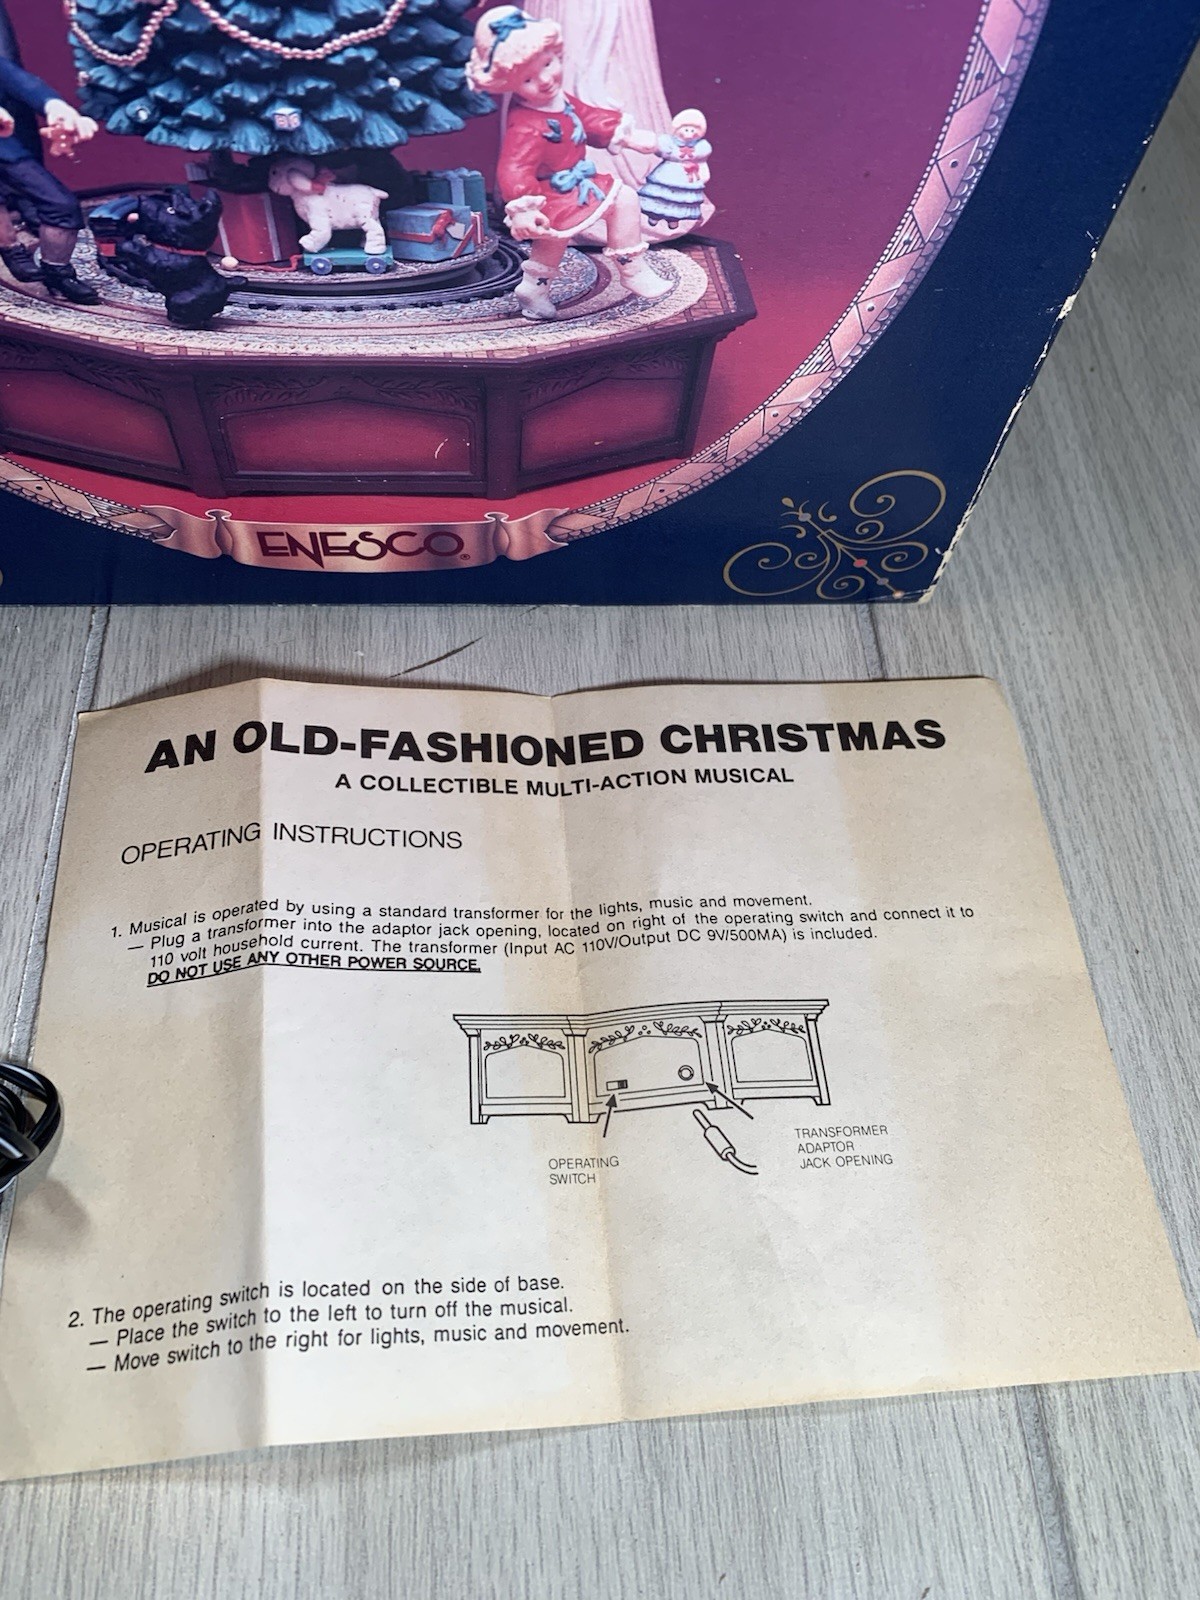 ENESCO®
AN OLD-FASHIONED CHRISTMAS
A COLLECTIBLE MULTI-ACTION MUSICAL
OPERATING INSTRUCTIONS
1. Musical is operated by using a standard transformer for the lights, music and movement.
— Plug a transformer into the adaptor jack opening, located on right of the operating switch and connect it to
110 volt household current. The transformer (Input AC 110V/Output DC 9V/500MA) is included.
DO NOT USE ANY OTHER POWER SOURCE.
OPERATING
SWITCH
TRANSFORMER
ADAPTOR
JACK OPENING
2. The operating switch is located on the side of base.
— Place the switch to the left to turn off the musical.
— Move switch to the right for lights, music and movement.